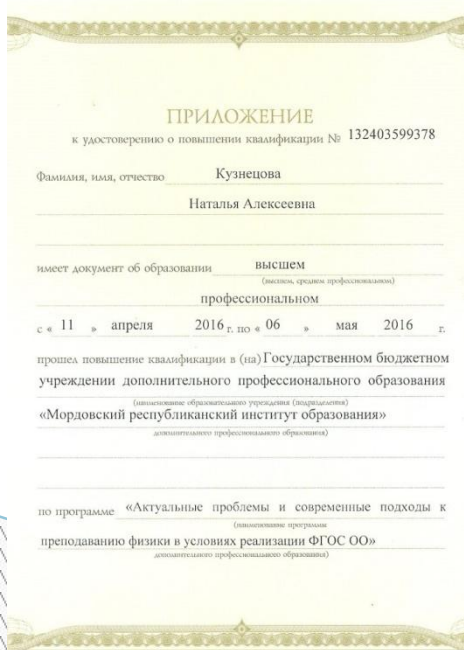 ПРИЛОЖЕНИЕ
к удостоверению о повышении квалификации № 132403599378
Фамилия, имя, отчество Кузнецова
Наталья Алексеевна
имеет документ об образовании высшем
(высшем, среднем профессиональном)
профессиональном
с « 11 » апреля 2016 г. по « 06 » мая 2016 г.
прошел повышение квалификации в (на) Государственном бюджетном
учреждении дополнительного профессионального образования
(наименование образовательного учреждения (подразделения)
«Мордовский республиканский институт образования»
дополнительного профессионального образования)
по программе «Актуальные проблемы и современные подходы к
(наименование программы
преподаванию физики в условиях реализации ФГОС ОО»
дополнительного профессионального образования)